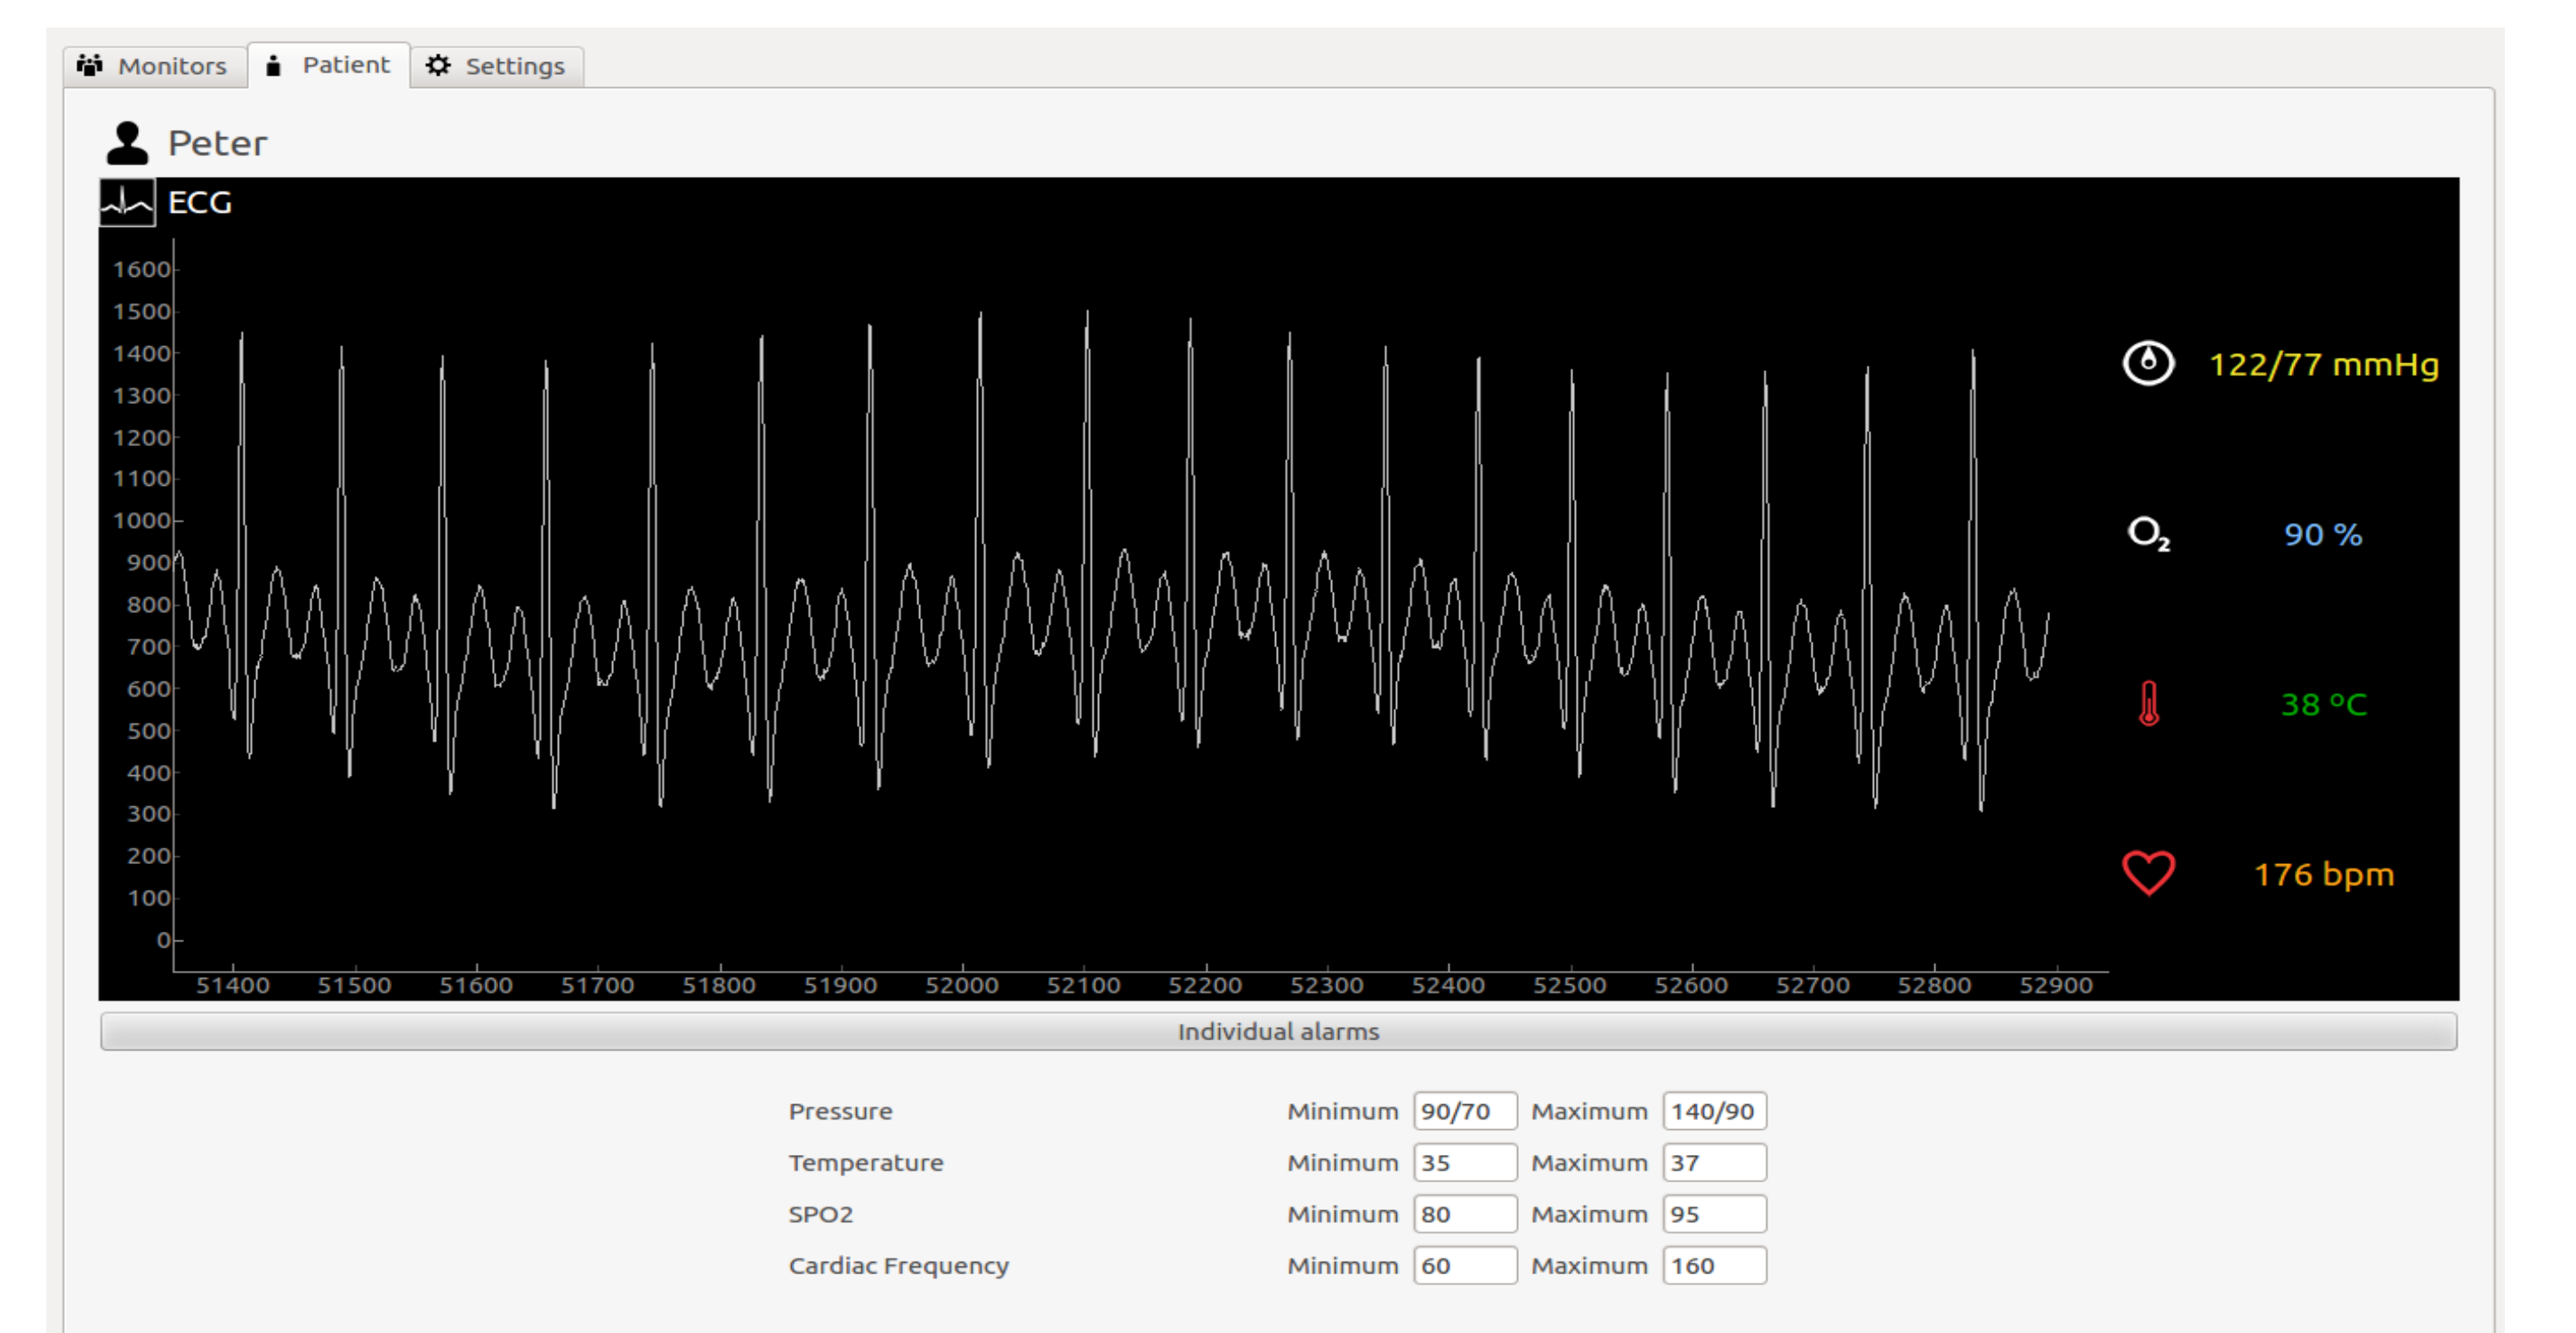 Monitors Patient Settings
Peter
ECG
1600
1500
1400
1300
1200
1100
1000
900
800
700
600
500
400
300
200
100
0
51400 51500 51600 51700 51800 51900 52000 52100 52200 52300 52400 52500 52600 52700 52800 52900
122/77 mmHg
O₂ 90 %
38 ºC
176 bpm
Individual alarms
Pressure Minimum 90/70 Maximum 140/90
Temperature Minimum 35 Maximum 37
SPO2 Minimum 80 Maximum 95
Cardiac Frequency Minimum 60 Maximum 160